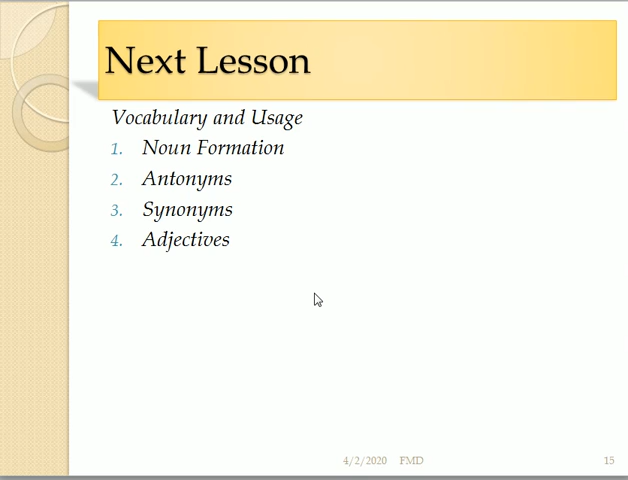 Next Lesson
Vocabulary and Usage
1. Noun Formation
2. Antonyms
3. Synonyms
4. Adjectives
4/2/2020 FMD 15